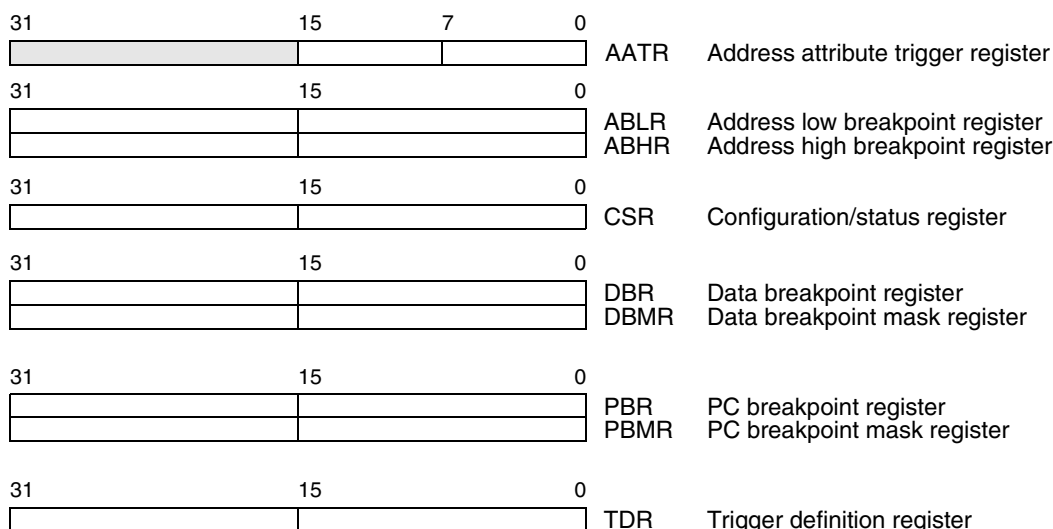 31 15 7 0
AATR Address attribute trigger register
31 15 0
ABLR Address low breakpoint register
ABHR Address high breakpoint register
31 15 0
CSR Configuration/status register
31 15 0
DBR Data breakpoint register
DBMR Data breakpoint mask register
31 15 0
PBR PC breakpoint register
PBMR PC breakpoint mask register
31 15 0
TDR Trigger definition register